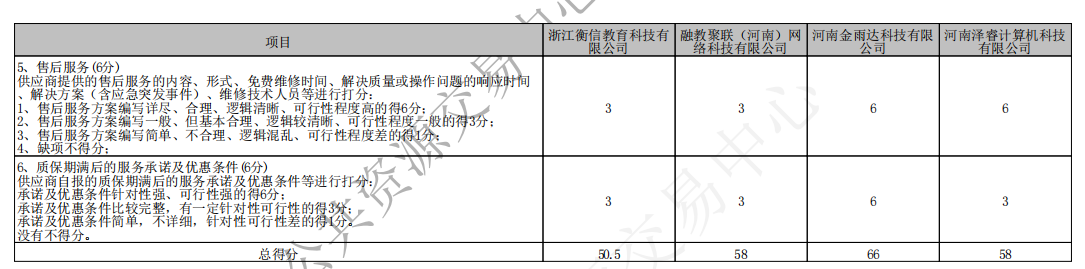 项目
浙江衡信教育科技有
限公司
融教聚联（河南）网
络科技有限公司
河南金雨达科技有限
公司
河南泽睿计算机科技
有限公司
5、售后服务(6分)
供应商提供的售后服务的内容、形式、免费维修时间、解决质量或操作问题的响应时间
、解决方案（含应急突发事件）、维修技术人员等进行打分：
1、售后服务方案编写详尽、合理、逻辑清晰、可行性程度高的得6分；
2、售后服务方案编写一般、但基本合理、逻辑较清晰、可行性程度一般的得3分；
3、售后服务方案编写简单、不合理、逻辑混乱、可行性程度差的得1分；
4、缺项不得分；
3
3
6
6
6、质保期满后的服务承诺及优惠条件(6分)
供应商自报的质保期满后的服务承诺及优惠条件等进行打分：
承诺及优惠条件针对性强、可行性强的得6分；
承诺及优惠条件比较完整，有一定针对性可行性的得3分；
承诺及优惠条件简单，不详细，针对性可行性差的得1分。
没有不得分。
3
3
6
3
总得分
50.5
58
66
58
公共资源交易中心
交易中心